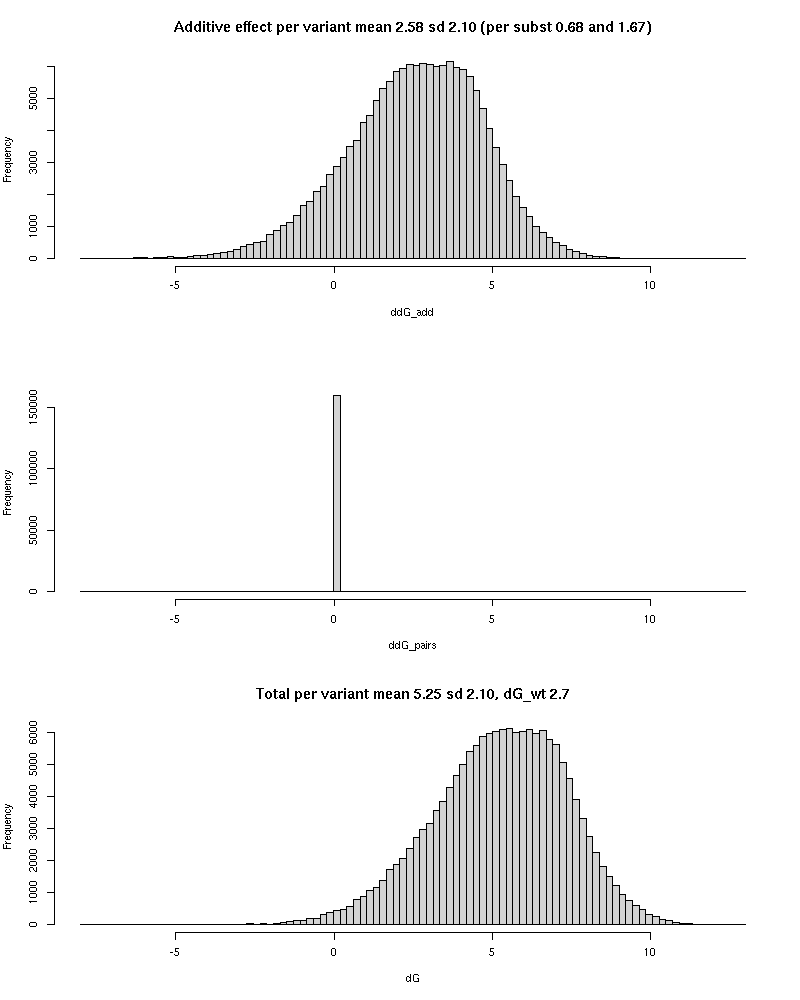 Additive effect per variant mean 2.58 sd 2.10 (per subst 0.68 and 1.67)
Frequency
5000
3000
1000
0
-5 0 5 10
ddG_add
Frequency
150000
100000
50000
0
-5 0 5 10
ddG_pairs
Total per variant mean 5.25 sd 2.10, dG_wt 2.7
Frequency
6000
5000
4000
3000
2000
1000
0
-5 0 5 10
dG